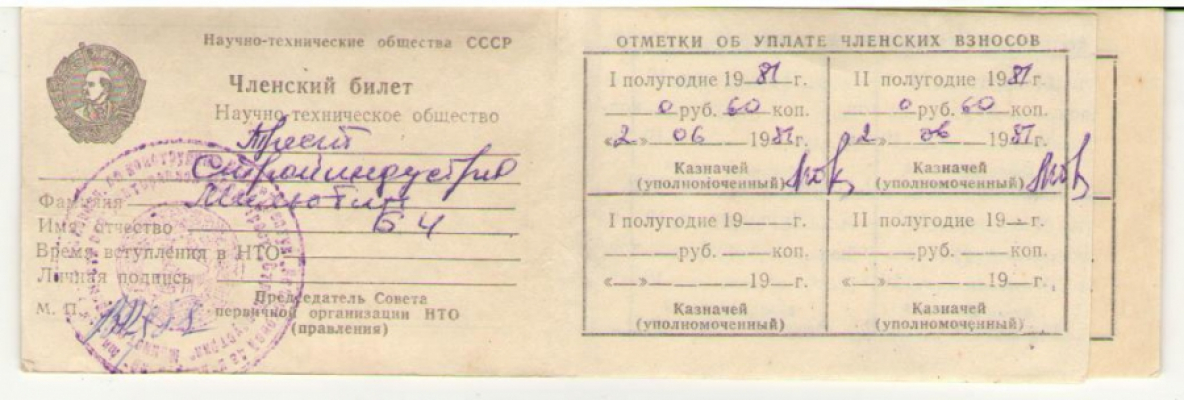 Научно-технические общества СССР
Членский билет
Научно-техническое общество
Трест
Стройиндустрия
Фамилия Милютин
Имя, отчество Б Ч
Время вступления в НТО
Личная подпись
М. П.
Председатель Совета
первичной организации НТО
(правления)
ОТМЕТКИ ОБ УПЛАТЕ ЧЛЕНСКИХ ВЗНОСОВ
I полугодие 1981 г.
0 руб. 60 коп.
«2» 06 1981 г.
Казначей
(уполномоченный)
II полугодие 1981 г.
0 руб. 60 коп.
2 06 1981 г.
Казначей
(уполномоченный)
I полугодие 19 г.
руб. коп.
« » 19 г.
Казначей
(уполномоченный)
II полугодие 19 г.
руб. коп.
« » 19 г.
Казначей
(уполномоченный)